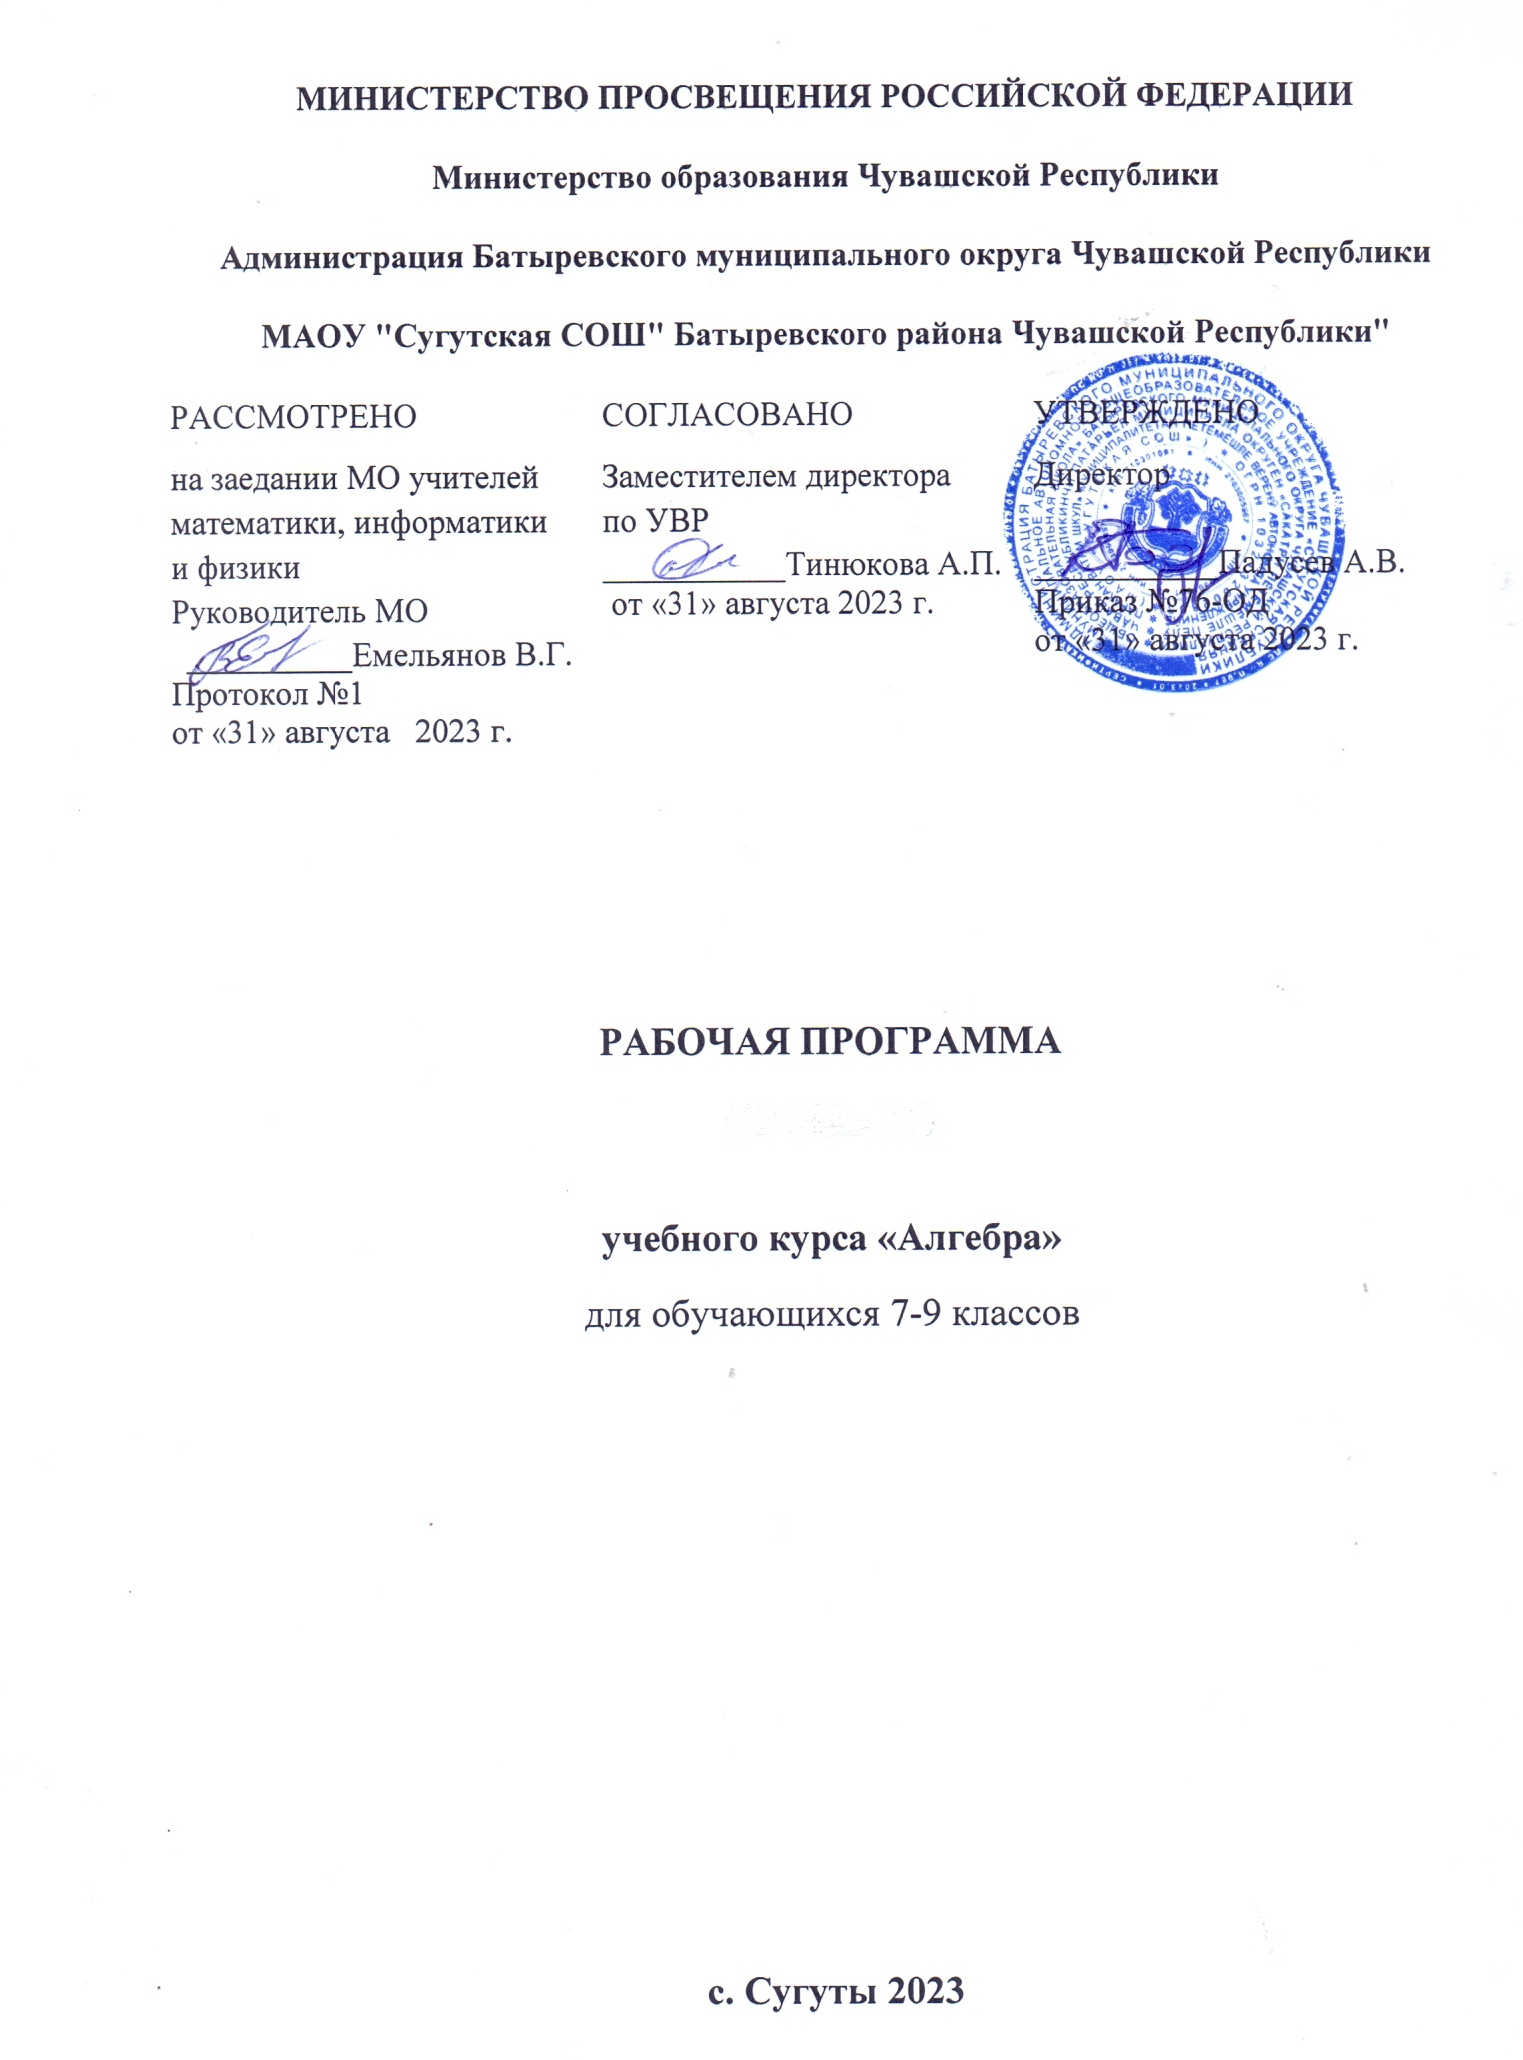 МИНИСТЕРСТВО ПРОСВЕЩЕНИЯ РОССИЙСКОЙ ФЕДЕРАЦИИ
Министерство образования Чувашской Республики
Администрация Батыревского муниципального округа Чувашской Республики
МАОУ "Сугутская СОШ" Батыревского района Чувашской Республики"
РАССМОТРЕНО
на заедании МО учителей
математики, информатики
и физики
Руководитель МО
___________Емельянов В.Г.
Протокол №1
от «31» августа 2023 г.
СОГЛАСОВАНО
Заместителем директора
по УВР
___________Тинюкова А.П.
от «31» августа 2023 г.
УТВЕРЖДЕНО
Директор
___________Падусев А.В.
Приказ №76-ОД
от «31» августа 2023 г.
РАБОЧАЯ ПРОГРАММА
учебного курса «Алгебра»
для обучающихся 7-9 классов
с. Сугуты 2023